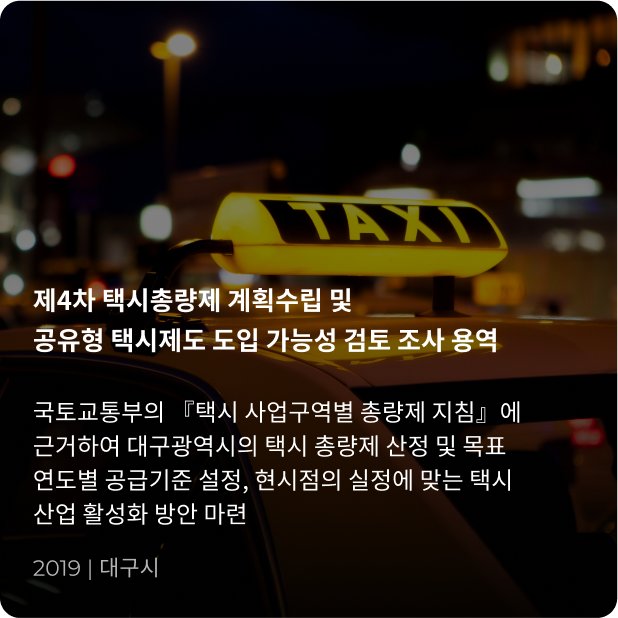 TAXI
제4차 택시총량제 계획수립 및
공유형 택시제도 도입 가능성 검토 조사 용역
국토교통부의 『택시 사업구역별 총량제 지침』에
근거하여 대구광역시의 택시 총량제 산정 및 목표
연도별 공급기준 설정, 현시점의 실정에 맞는 택시
산업 활성화 방안 마련
2019 | 대구시